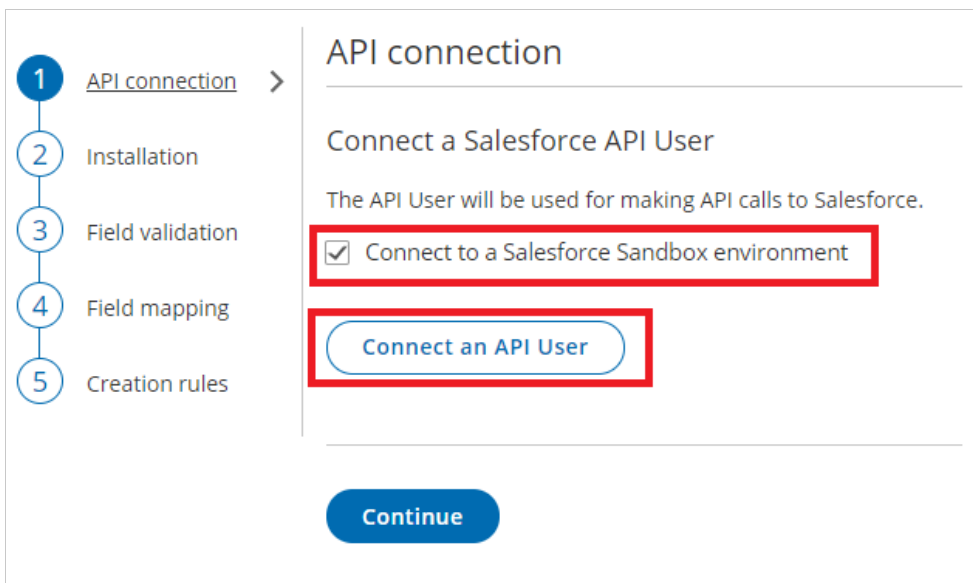 1 API connection
2 Installation
3 Field validation
4 Field mapping
5 Creation rules
API connection
Connect a Salesforce API User
The API User will be used for making API calls to Salesforce.
Connect to a Salesforce Sandbox environment
Connect an API User
Continue